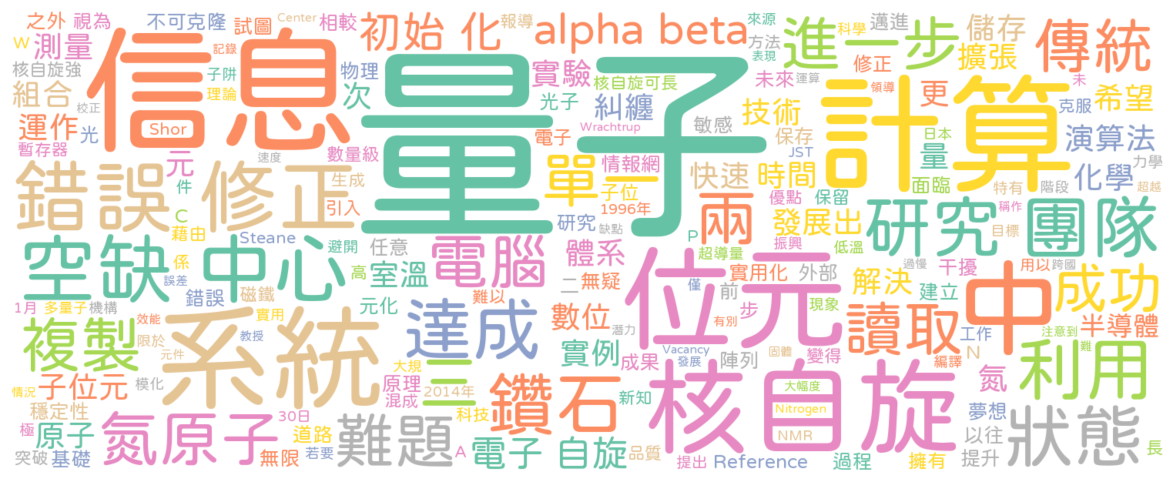 之外 視為 不可克隆 試圖 相較 初始 化 alpha beta 報導 Center 來源 科學 邁進 儲存 傳統
W 測量 信息 記錄 量子 實驗 方法 表現 進一步 擴張
核自旋強 子阱 物理 核自旋可長 未來 運算 修正
組合 理論 次 光子 糾纏 技術 領導 更 未 克服 希望
運作 光 Shor 電子 Wrachtrup 敏感 保存 計算 日本 演算法
暫存器 校正 元 數量級 情報網 JST 量 力學
錯誤 修正 速度 件 生成 單一 子位 快速 時間 面臨 化學 特有 階段 超越
C 藉由 引入 1996年 兩 優點 保留 發展出 研究 團隊 稱作
空缺 中心 Steane 避開 任意 電腦 研究 缺點 P 振興 低溫 目標
係 高 室溫 體系 超導量 過慢 干擾 用以 跨國
誤差 錯誤 磁鐵 二 無疑 實用化 外部 解決 建立 中 成功
1月 多量子 機構 實用 元化 難以 位元 前 僅 步 現象 讀取 工作 注意到 半導體
複製 效能 教授 系統 達成 數位 潛力 有別 N 難
限於 元件 大規 三 實例 成果 Vacancy 發展 陣列 固體 變得 編譯 利用
情況 子位元 模化 原理 混成 2014年 鑽石 新知 核自旋 大幅度 氮 夢想
穩定性 氮原子 30日 科技 Nitrogen 以往 狀態
極 原子 道路 難題 電子 自旋 NMR 長
突破 基礎 無限 若要 A 品質 提出 Reference 過程 擁有 提升